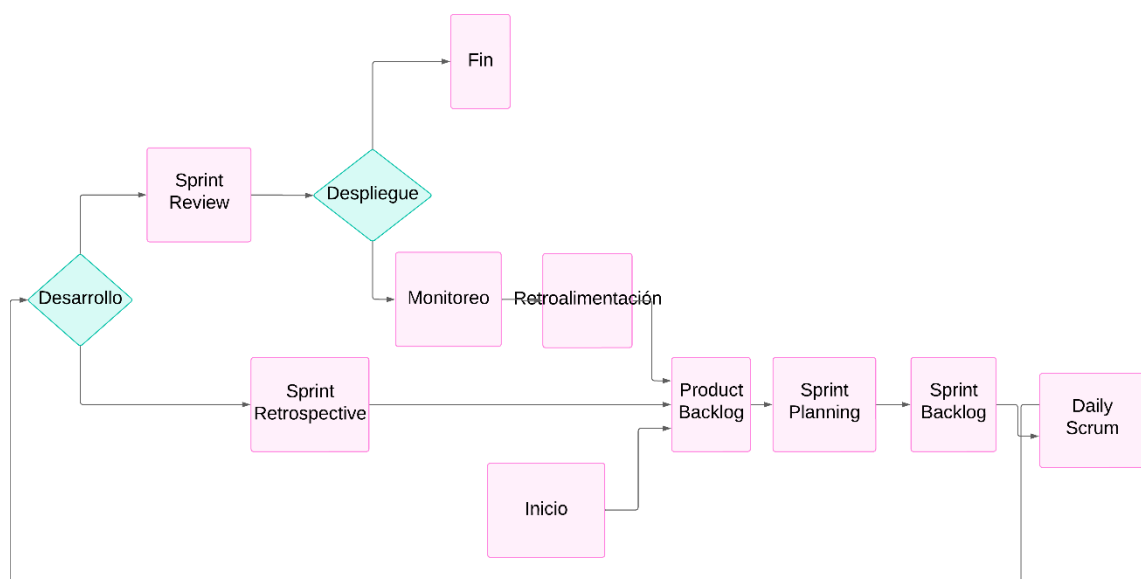 Fin
Sprint
Review
Despliegue
Desarrollo
Monitoreo
Retroalimentación
Sprint
Retrospective
Product
Backlog
Sprint
Planning
Sprint
Backlog
Daily
Scrum
Inicio